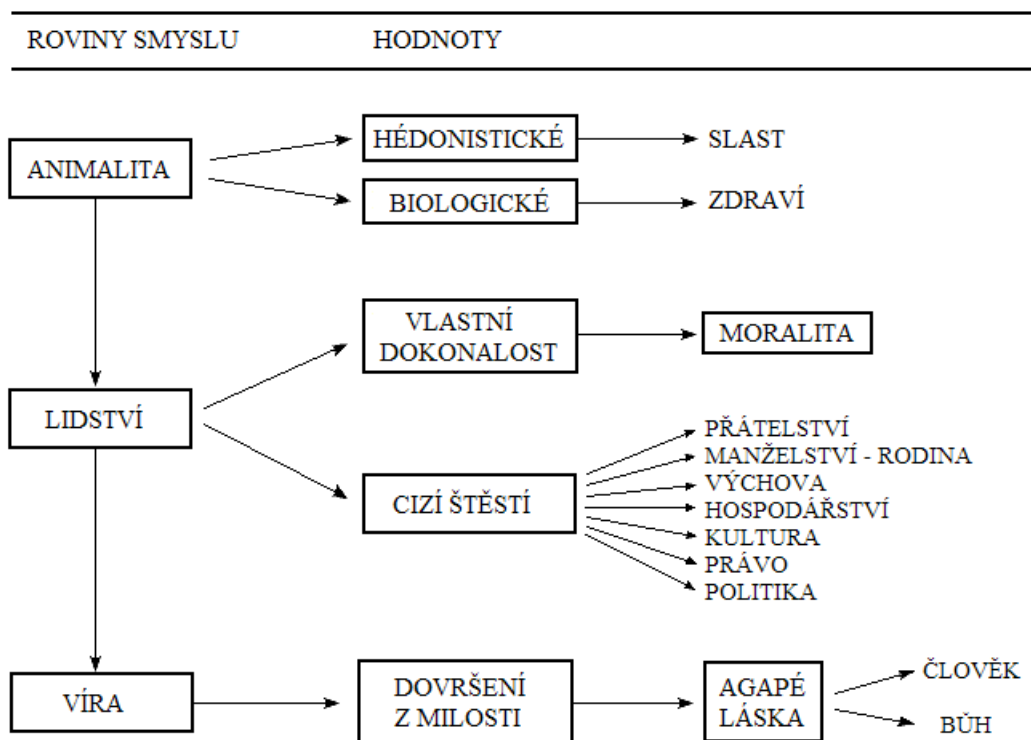 ROVINY SMYSLU HODNOTY
HÉDONISTICKÉ SLAST
ANIMALITA
BIOLOGICKÉ ZDRAVÍ
VLASTNÍ
DOKONALOST
MORALITA
LIDSTVÍ
PŘÁTELSTVÍ
MANŽELSTVÍ - RODINA
VÝCHOVA
CIZÍ ŠTĚSTÍ
HOSPODÁŘSTVÍ
KULTURA
PRÁVO
POLITIKA
VÍRA
DOVRŠENÍ
Z MILOSTI
AGAPÉ
LÁSKA
ČLOVĚK
BŮH